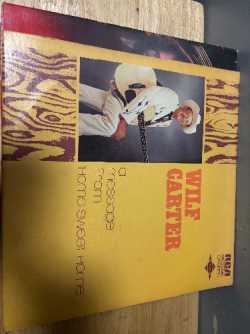 WILF
CARTER
a
message
from
'Home Sweet Home'
RCA